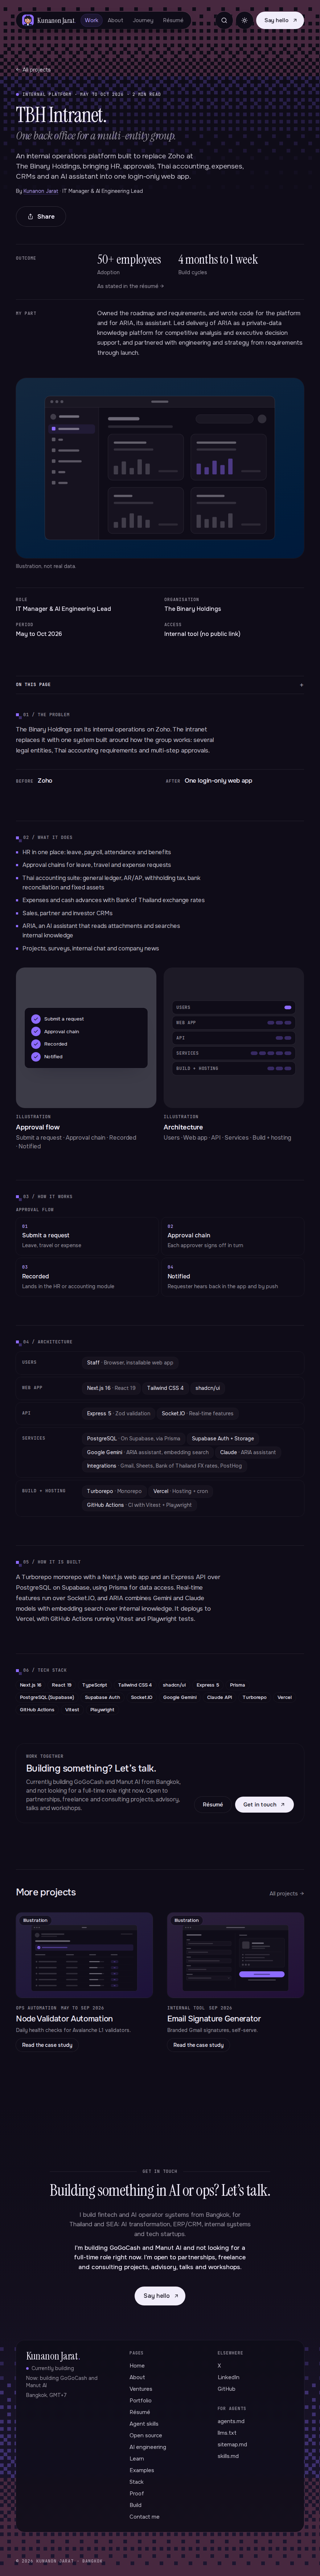 Kunanon Jarat
Work
About
Journey
Résumé
Say hello ↗
← All projects
INTERNAL PLATFORM · MAY TO OCT 2026 · 2 MIN READ
TBH Intranet.
One back office for a multi-entity group.
An internal operations platform built to replace Zoho at
The Binary Holdings, bringing HR, approvals, Thai accounting, expenses,
CRMs and an AI assistant into one login-only web app.
By Kunanon Jarat · IT Manager & AI Engineering Lead
Share
OUTCOME
50+ employees
Adoption
4 months to 1 week
Build cycles
As stated in the résumé →
MY PART
Owned the roadmap and requirements, and wrote code for the platform
and for ARIA, its assistant. Led delivery of ARIA as a private-data
knowledge platform for competitive analysis and executive decision
support, and partnered with engineering and strategy from requirements
through launch.
Illustration, not real data.
ROLE
IT Manager & AI Engineering Lead
ORGANISATION
The Binary Holdings
PERIOD
May to Oct 2026
ACCESS
Internal tool (no public link)
ON THIS PAGE
+
01 / THE PROBLEM
The Binary Holdings ran its internal operations on Zoho. The intranet
replaces it with one system built around how the group works: several
legal entities, Thai accounting requirements and multi-step approvals.
BEFORE Zoho
AFTER One login-only web app
02 / WHAT IT DOES
HR in one place: leave, payroll, attendance and benefits
Approval chains for leave, travel and expense requests
Thai accounting suite: general ledger, AR/AP, withholding tax, bank
reconciliation and fixed assets
Expenses and cash advances with Bank of Thailand exchange rates
Sales, partner and investor CRMs
ARIA, an AI assistant that reads attachments and searches
internal knowledge
Projects, surveys, internal chat and company news
Submit a request
Approval chain
Recorded
Notified
USERS
WEB APP
API
SERVICES
BUILD + HOSTING
ILLUSTRATION
Approval flow
Submit a request · Approval chain · Recorded
· Notified
ILLUSTRATION
Architecture
Users · Web app · API · Services · Build + hosting
03 / HOW IT WORKS
APPROVAL FLOW
01
Submit a request
Leave, travel or expense
02
Approval chain
Each approver signs off in turn
03
Recorded
Lands in the HR or accounting module
04
Notified
Requester hears back in the app and by push
04 / ARCHITECTURE
USERS
Staff · Browser, installable web app
WEB APP
Next.js 16 · React 19
Tailwind CSS 4
shadcn/ui
API
Express 5 · Zod validation
Socket.IO · Real-time features
SERVICES
PostgreSQL · On Supabase, via Prisma
Supabase Auth + Storage
Google Gemini · ARIA assistant, embedding search
Claude · ARIA assistant
Integrations · Gmail, Sheets, Bank of Thailand FX rates, PostHog
BUILD + HOSTING
Turborepo · Monorepo
Vercel · Hosting + cron
GitHub Actions · CI with Vitest + Playwright
05 / HOW IT IS BUILT
A Turborepo monorepo with a Next.js web app and an Express API over
PostgreSQL on Supabase, using Prisma for data access. Real-time
features run over Socket.IO, and ARIA combines Gemini and Claude
models with embedding search over internal knowledge. It deploys to
Vercel, with GitHub Actions running Vitest and Playwright tests.
06 / TECH STACK
Next.js 16
React 19
TypeScript
Tailwind CSS 4
shadcn/ui
Express 5
Prisma
PostgreSQL (Supabase)
Supabase Auth
Socket.IO
Google Gemini
Claude API
Turborepo
Vercel
GitHub Actions
Vitest
Playwright
WORK TOGETHER
Building something? Let's talk.
Currently building GoGoCash and Manut AI from Bangkok,
and not looking for a full-time role right now. Open to
partnerships, freelance and consulting projects, advisory,
talks and workshops.
Résumé
Get in touch ↗
More projects
All projects →
Illustration
Illustration
OPS AUTOMATION MAY TO SEP 2026
Node Validator Automation
Daily health checks for Avalanche L1 validators.
Read the case study
INTERNAL TOOL SEP 2026
Email Signature Generator
Branded Gmail signatures, self-serve.
Read the case study
GET IN TOUCH
Building something in AI or ops? Let's talk.
I build fintech and AI operator systems from Bangkok, for
Thailand and SEA: AI transformation, ERP/CRM, internal systems
and tech startups.
I'm building GoGoCash and Manut AI and not looking for a
full-time role right now. I'm open to partnerships, freelance
and consulting projects, advisory, talks and workshops.
Say hello ↗
Kunanon Jarat.
Currently building
Now: building GoGoCash and
Manut AI
Bangkok, GMT+7
PAGES
Home
About
Ventures
Portfolio
Résumé
Agent skills
Open source
AI engineering
Learn
Examples
Stack
Proof
Build
Contact me
ELSEWHERE
X
LinkedIn
GitHub
FOR AGENTS
agents.md
llms.txt
sitemap.md
skills.md
© 2026 KUNANON JARAT · BANGKOK